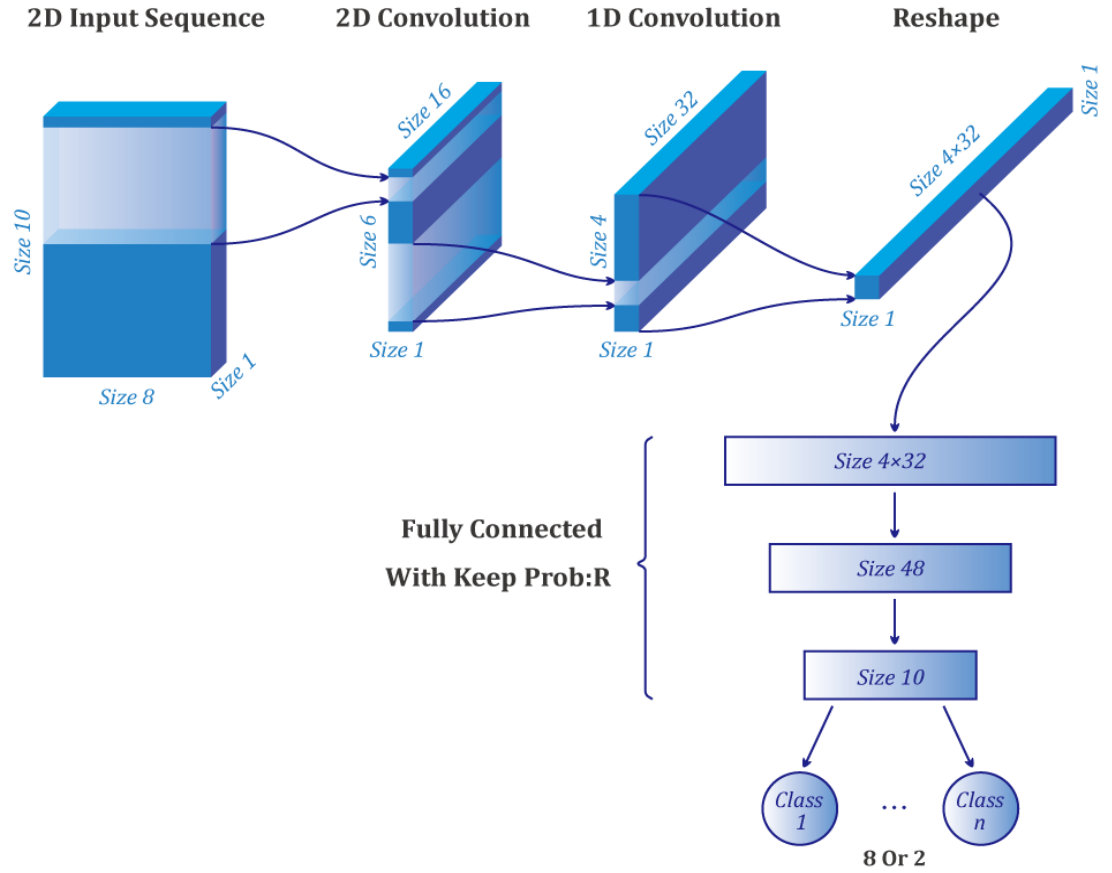 2D Input Sequence
2D Convolution
1D Convolution
Reshape
Size 10
Size 8
Size 1
Size 16
Size 6
Size 1
Size 32
Size 4
Size 1
Size 4×32
Size 1
Size 1
Fully Connected
With Keep Prob:R
Size 4×32
Size 48
Size 10
Class
1
...
Class
n
8 Or 2